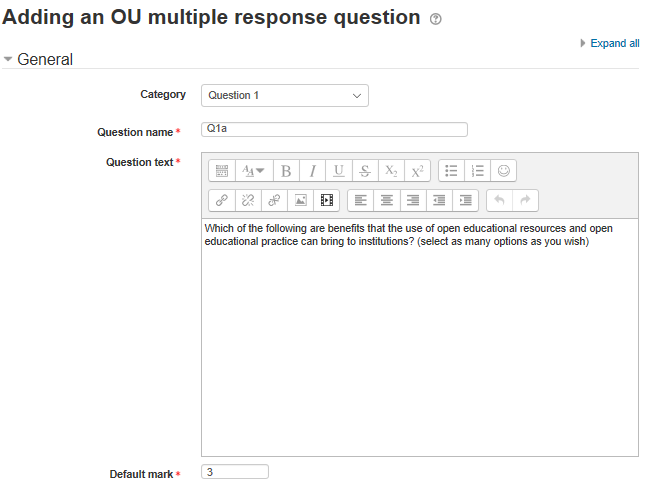 Adding an OU multiple response question
Expand all
General
Category Question 1
Question name * Q1a
Question text *
B I U S X₂ X²
Which of the following are benefits that the use of open educational resources and open
educational practice can bring to institutions? (select as many options as you wish)
Default mark * 3